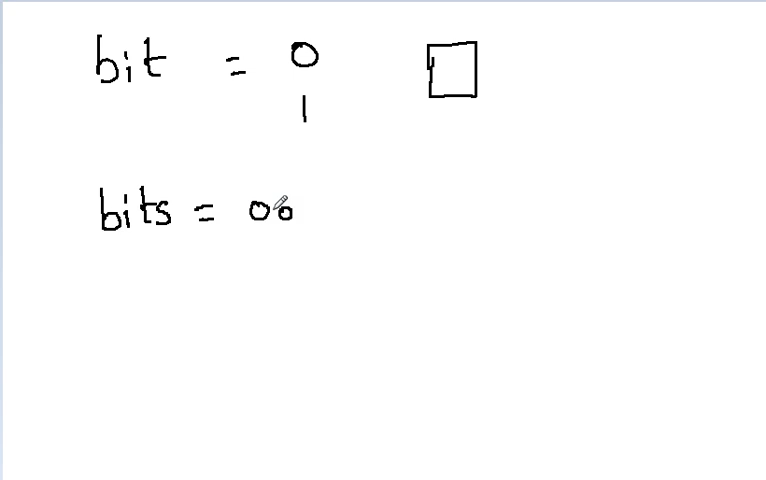 bit = 0
1
bits = 00